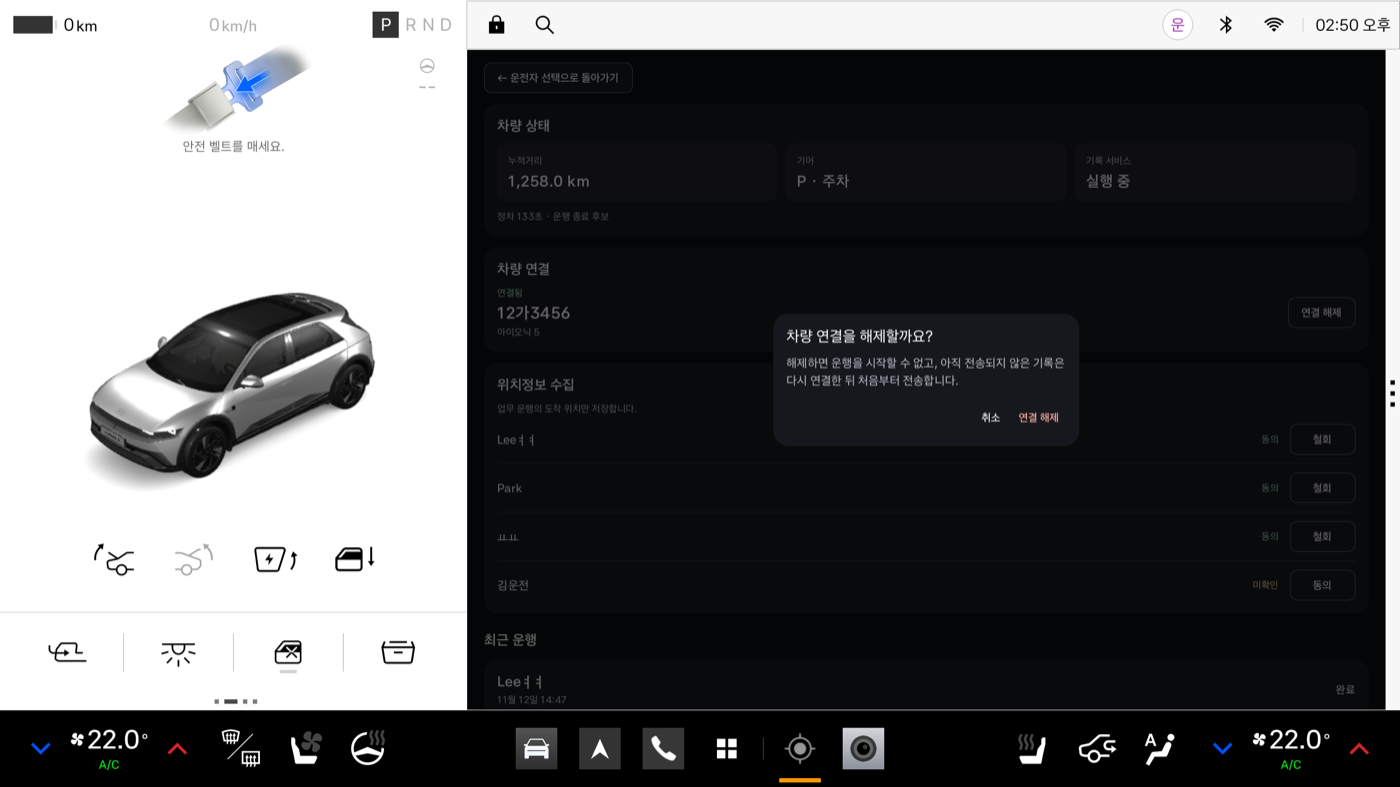 0 km
0 km/h
P R N D
--
안전 벨트를 매세요.
운
02:50 오후
← 운전자 선택으로 돌아가기
차량 상태
누적거리
1,258.0 km
기어
P · 주차
기록 서비스
실행 중
정차 133초 · 운행 종료 후보
차량 연결
연결됨
12가3456
아이오닉 5
연결 해제
차량 연결을 해제할까요?
해제하면 운행을 시작할 수 없고, 아직 전송되지 않은 기록은
다시 연결한 뒤 처음부터 전송합니다.
취소
연결 해제
위치정보 수집
업무 운행의 도착 위치만 저장합니다.
Leeㅕㅕ
동의
철회
Park
동의
철회
ㅛㅛ
동의
철회
김운전
미확인
동의
최근 운행
Leeㅕㅕ
11월 12일 14:47
완료
22.0°
A/C
A
22.0°
A/C